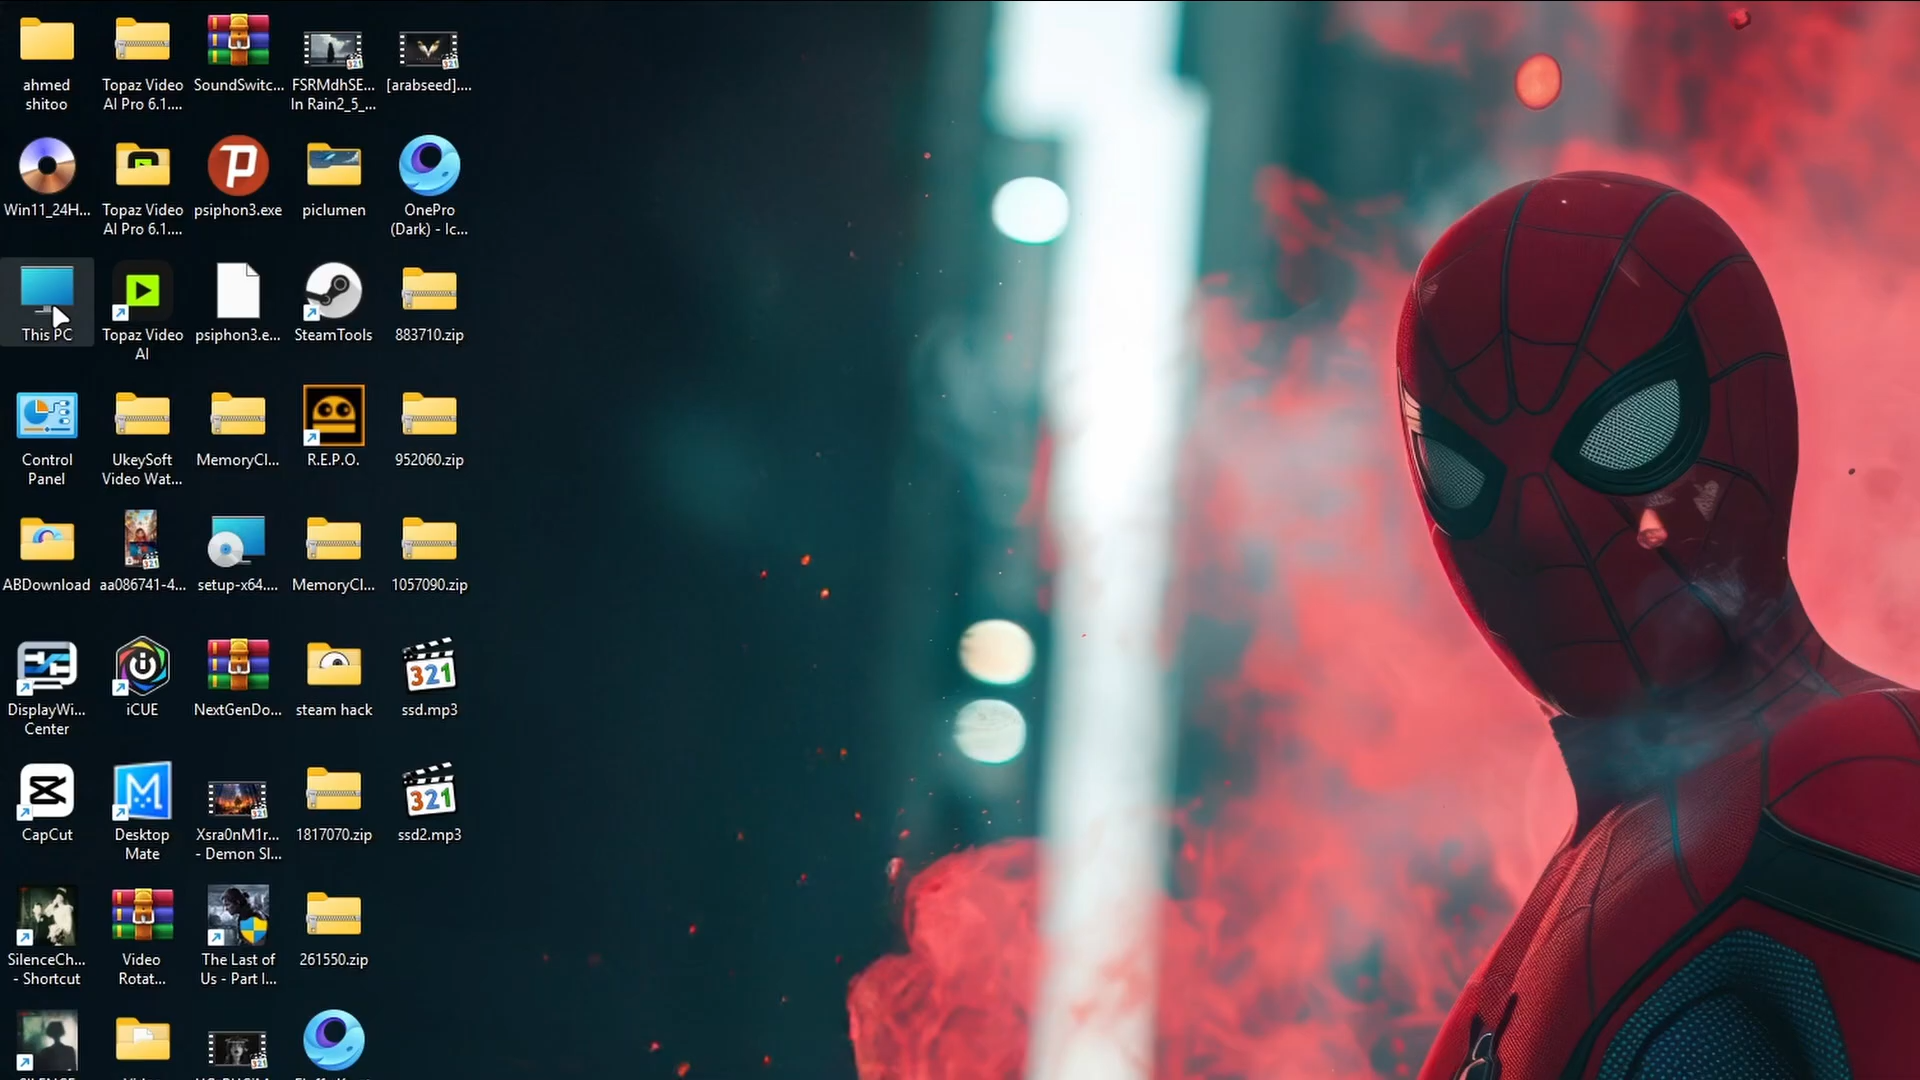 ahmed
shitoo
Topaz Video
AI Pro 6.1....
SoundSwitc...
FSRMdhSE...
In Rain2_5_...
[arabseed]....
Win11_24H...
Topaz Video
AI Pro 6.1....
psiphon3.exe
piclumen
OnePro
(Dark) - Ic...
This PC
Topaz Video
AI
psiphon3.e...
SteamTools
883710.zip
Control
Panel
UkeySoft
Video Wat...
MemoryCl...
R.E.P.O.
952060.zip
ABDownload
aa086741-4...
setup-x64....
MemoryCl...
1057090.zip
DisplayWi...
Center
iCUE
NextGenDo...
steam hack
321
ssd.mp3
CapCut
Desktop
Mate
Xsra0nM1r...
- Demon Sl...
1817070.zip
321
ssd2.mp3
SilenceCh...
- Shortcut
Video
Rotat...
The Last of
Us - Part I...
261550.zip